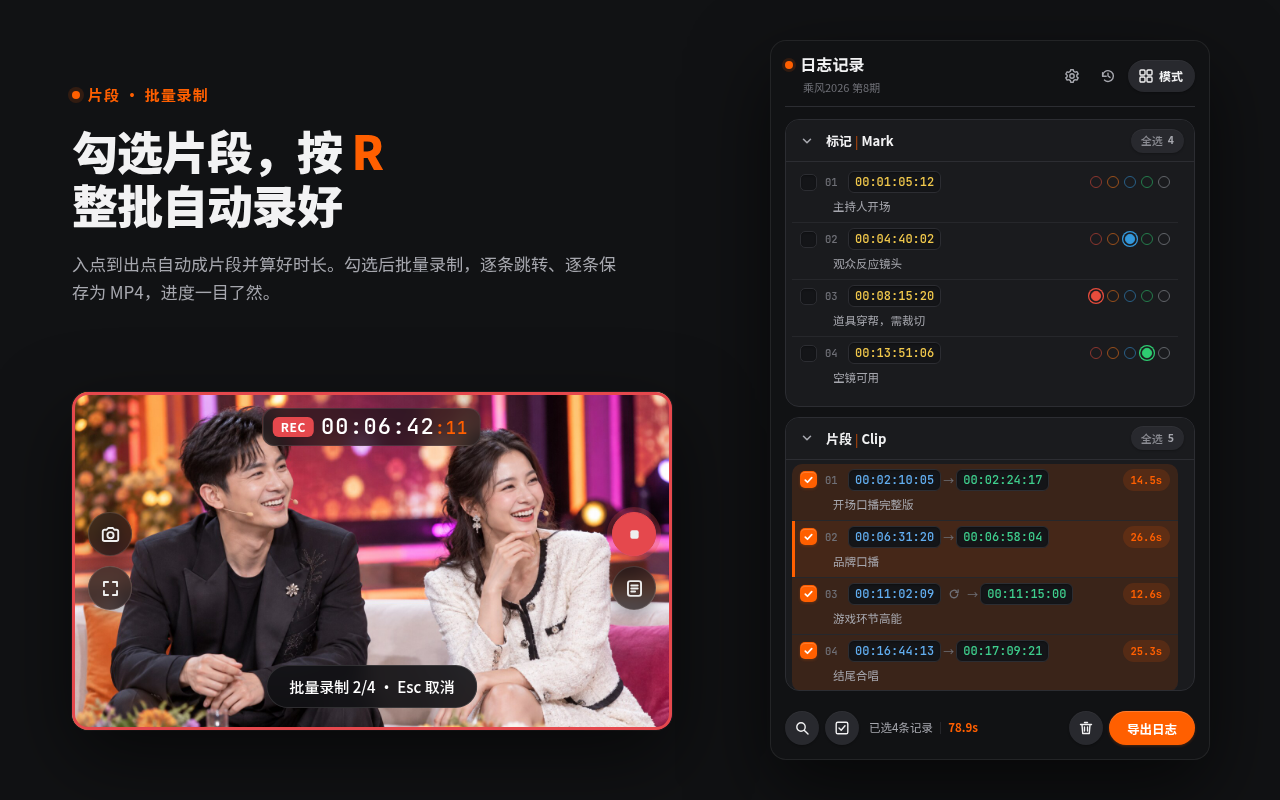 片段 · 批量录制
勾选片段，按 R
整批自动录好
入点到出点自动成片段并算好时长。勾选后批量录制，逐条跳转、逐条保
存为 MP4，进度一目了然。
REC 00:06:42:11
批量录制 2/4 · Esc 取消
日志记录
乘风2026 第8期
模式
标记 | Mark
全选 4
01 00:01:05:12
主持人开场
02 00:04:40:02
观众反应镜头
03 00:08:15:20
道具穿帮，需裁切
04 00:13:51:06
空镜可用
片段 | Clip
全选 5
01 00:02:10:05 → 00:02:24:17 14.5s
开场口播完整版
02 00:06:31:20 → 00:06:58:04 26.6s
品牌口播
03 00:11:02:09 → 00:11:15:00 12.6s
游戏环节高能
04 00:16:44:13 → 00:17:09:21 25.3s
结尾合唱
已选4条记录 | 78.9s
导出日志